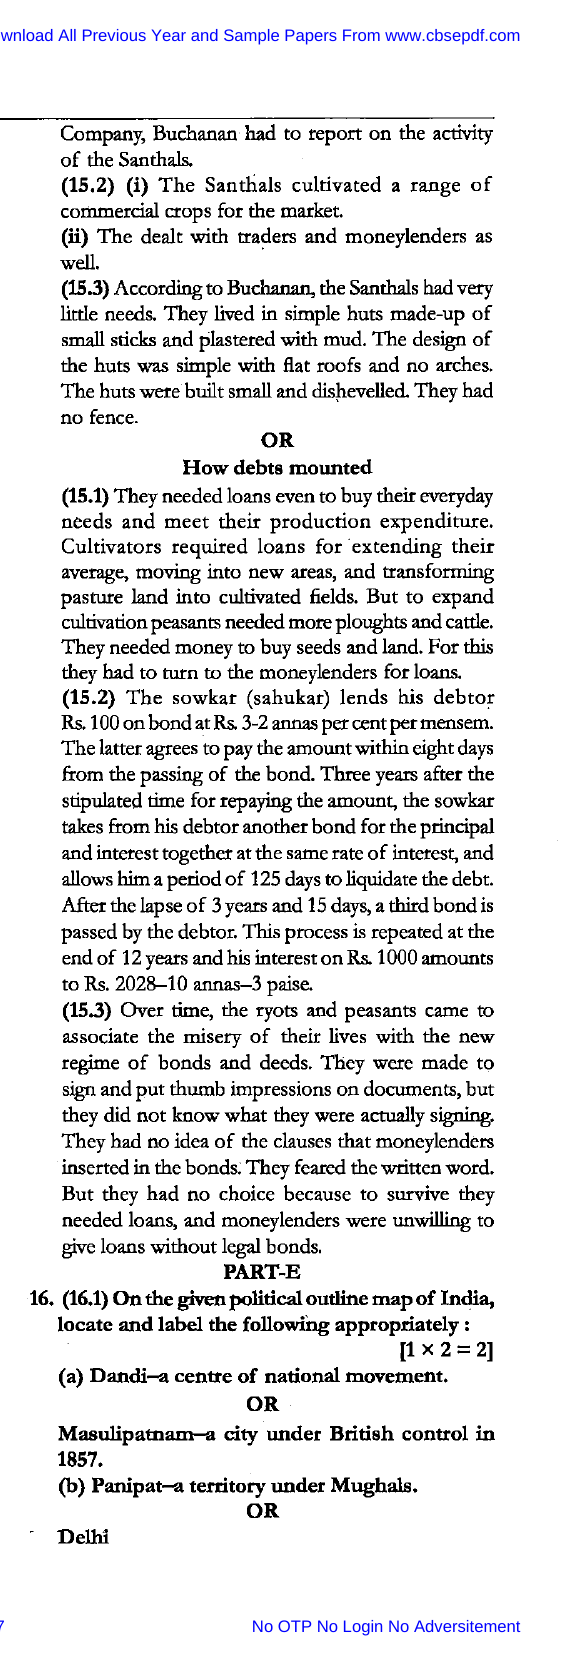 wnload All Previous Year and Sample Papers From www.cbsepdf.com
Company, Buchanan had to report on the activity
of the Santhals.
(15.2) (i) The Santhals cultivated a range of
commercial crops for the market.
(ii) The dealt with traders and moneylenders as
well.
(15.3) According to Buchanan, the Santhals had very
little needs. They lived in simple huts made-up of
small sticks and plastered with mud. The design of
the huts was simple with flat roofs and no arches.
The huts were built small and dishevelled. They had
no fence.
OR
How debts mounted
(15.1) They needed loans even to buy their everyday
needs and meet their production expenditure.
Cultivators required loans for extending their
average, moving into new areas, and transforming
pasture land into cultivated fields. But to expand
cultivation peasants needed more ploughts and cattle.
They needed money to buy seeds and land. For this
they had to turn to the moneylenders for loans.
(15.2) The sowkar (sahukar) lends his debtor
Rs. 100 on bond at Rs. 3-2 annas per cent per mensem.
The latter agrees to pay the amount within eight days
from the passing of the bond. Three years after the
stipulated time for repaying the amount, the sowkar
takes from his debtor another bond for the principal
and interest together at the same rate of interest, and
allows him a period of 125 days to liquidate the debt.
After the lapse of 3 years and 15 days, a third bond is
passed by the debtor. This process is repeated at the
end of 12 years and his interest on Rs. 1000 amounts
to Rs. 2028–10 annas–3 paise.
(15.3) Over time, the ryots and peasants came to
associate the misery of their lives with the new
regime of bonds and deeds. They were made to
sign and put thumb impressions on documents, but
they did not know what they were actually signing.
They had no idea of the clauses that moneylenders
inserted in the bonds. They feared the written word.
But they had no choice because to survive they
needed loans, and moneylenders were unwilling to
give loans without legal bonds.
PART-E
16. (16.1) On the given political outline map of India,
locate and label the following appropriately :
[1 × 2 = 2]
(a) Dandi–a centre of national movement.
OR
Masulipatnam–a city under British control in
1857.
(b) Panipat–a territory under Mughals.
OR
Delhi
7 No OTP No Login No Adversitement